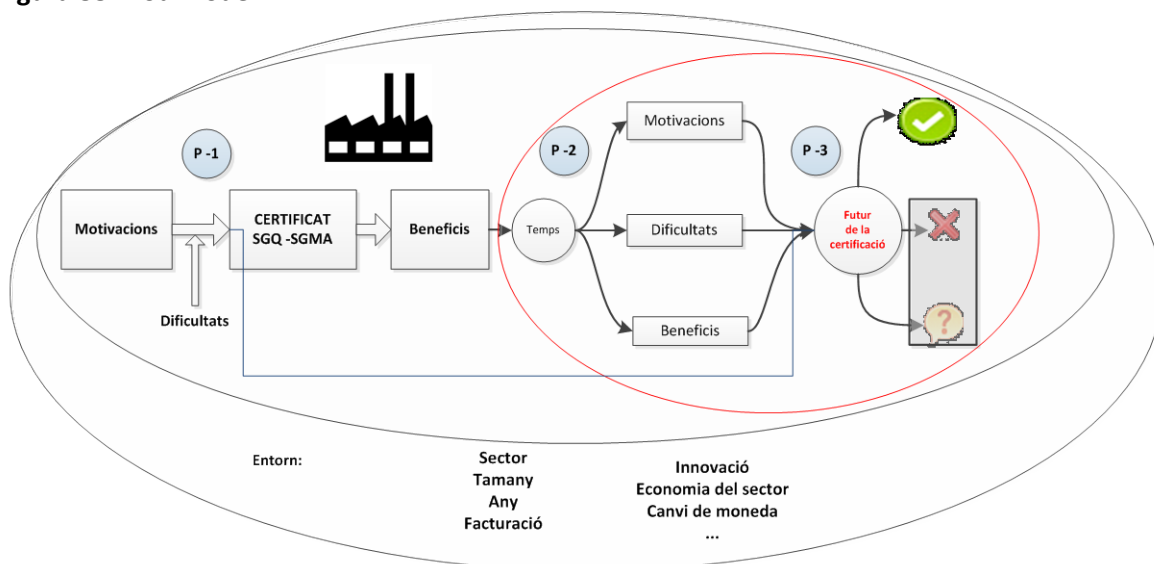 P -1
P -2
P -3
Motivacions
CERTIFICAT
SGQ -SGMA
Beneficis
Dificultats
Temps
Motivacions
Dificultats
Beneficis
Futur
de la
certificació
?
Entorn:
Sector
Tamany
Any
Facturació
Innovació
Economia del sector
Canvi de moneda
...